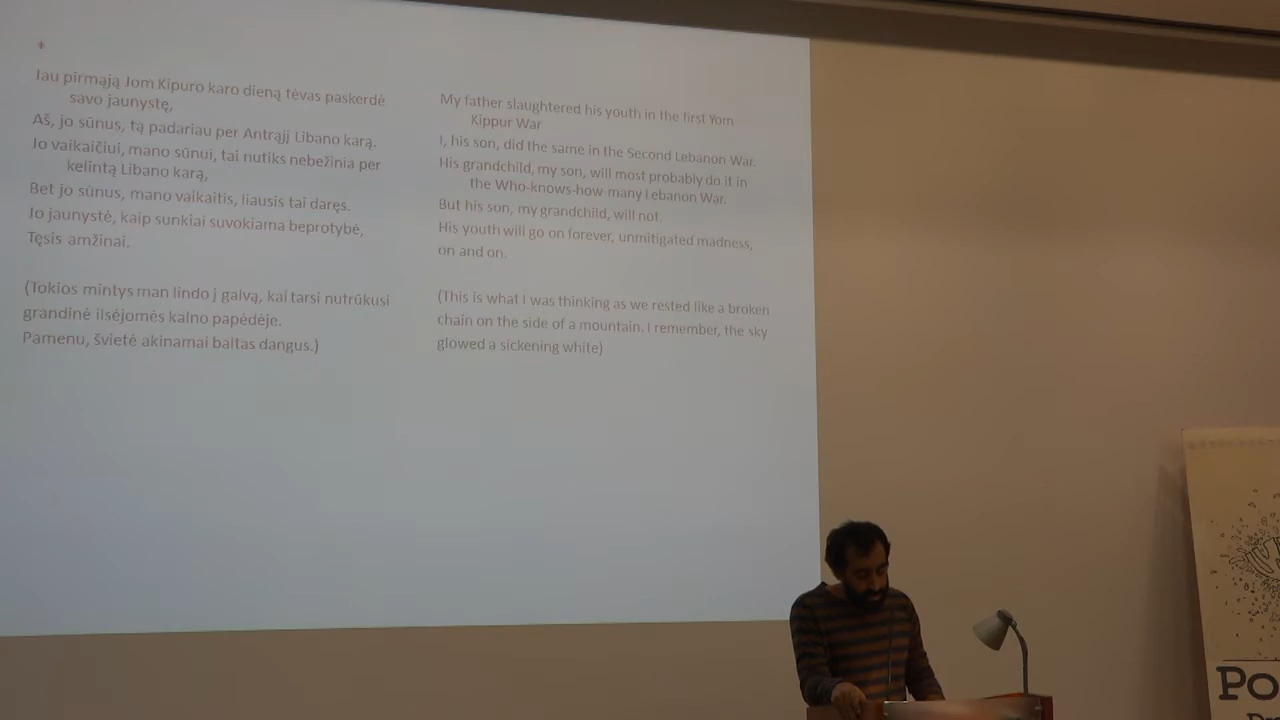 *
Jau pirmąją Jom Kipuro karo dieną tėvas paskerdė
savo jaunystę,
Aš, jo sūnus, tą padariau per Antrąjį Libano karą.
Jo vaikaičiui, mano sūnui, tai nutiks nebežinia per
kelintą Libano karą,
Bet jo sūnus, mano vaikaitis, liausis tai daręs.
Jo jaunystė, kaip sunkiai suvokiama beprotybė,
Tęsis amžinai.
(Tokios mintys man lindo į galvą, kai tarsi nutrūkusi
grandinė ilsėjomės kalno papėdėje.
Pamenu, švietė akinamai baltas dangus.)
My father slaughtered his youth in the first Yom
Kippur War
I, his son, did the same in the Second Lebanon War.
His grandchild, my son, will most probably do it in
the Who-knows-how-many Lebanon War.
But his son, my grandchild, will not.
His youth will go on forever, unmitigated madness,
on and on.
(This is what I was thinking as we rested like a broken
chain on the side of a mountain. I remember, the sky
glowed a sickening white)
Po